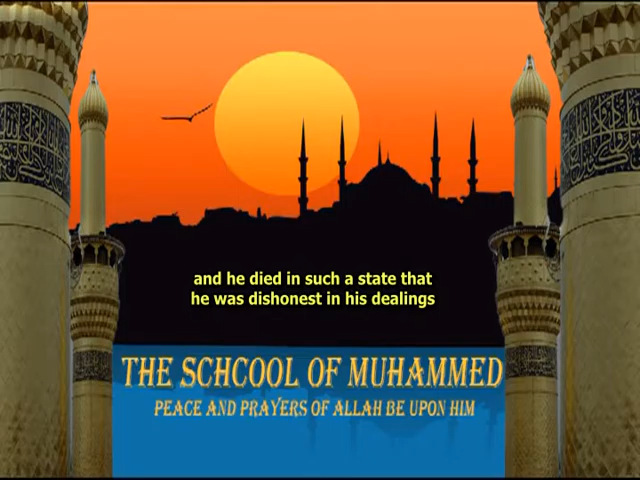 and he died in such a state that
he was dishonest in his dealings
THE SCHCOOL OF MUHAMMED
PEACE AND PRAYERS OF ALLAH BE UPON HIM